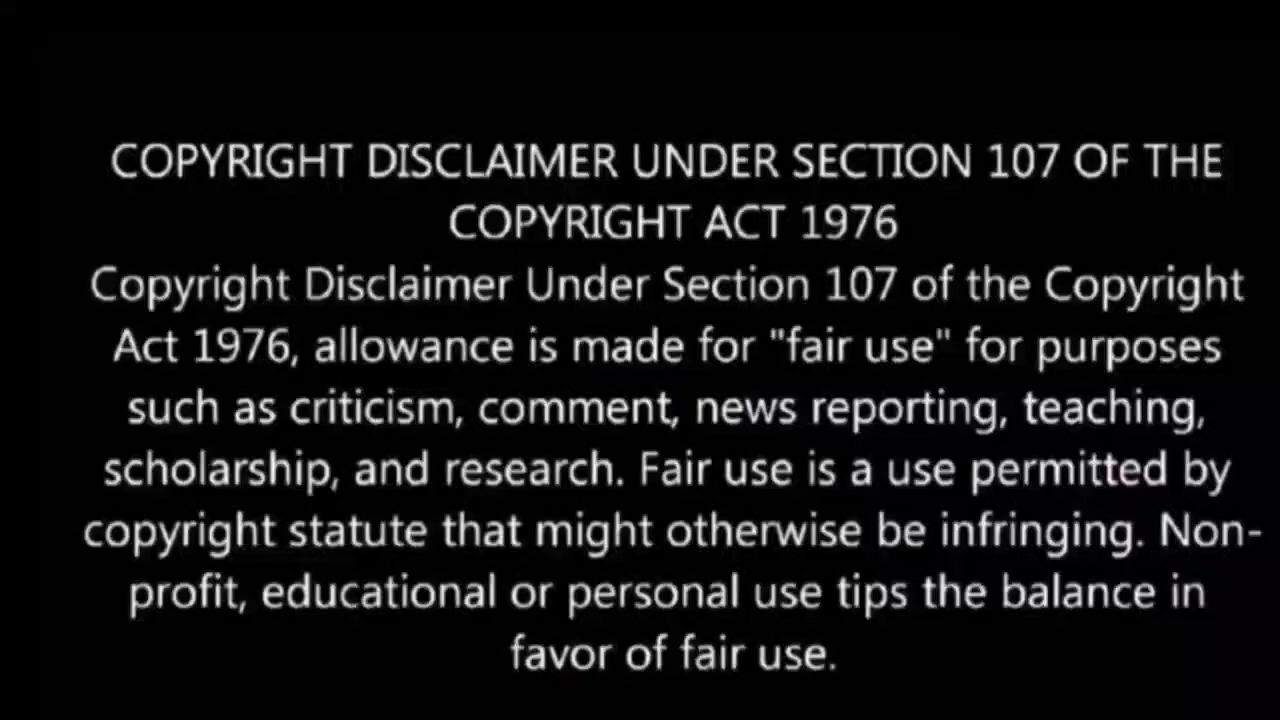 COPYRIGHT DISCLAIMER UNDER SECTION 107 OF THE
COPYRIGHT ACT 1976
Copyright Disclaimer Under Section 107 of the Copyright
Act 1976, allowance is made for "fair use" for purposes
such as criticism, comment, news reporting, teaching,
scholarship, and research. Fair use is a use permitted by
copyright statute that might otherwise be infringing. Non-
profit, educational or personal use tips the balance in
favor of fair use.